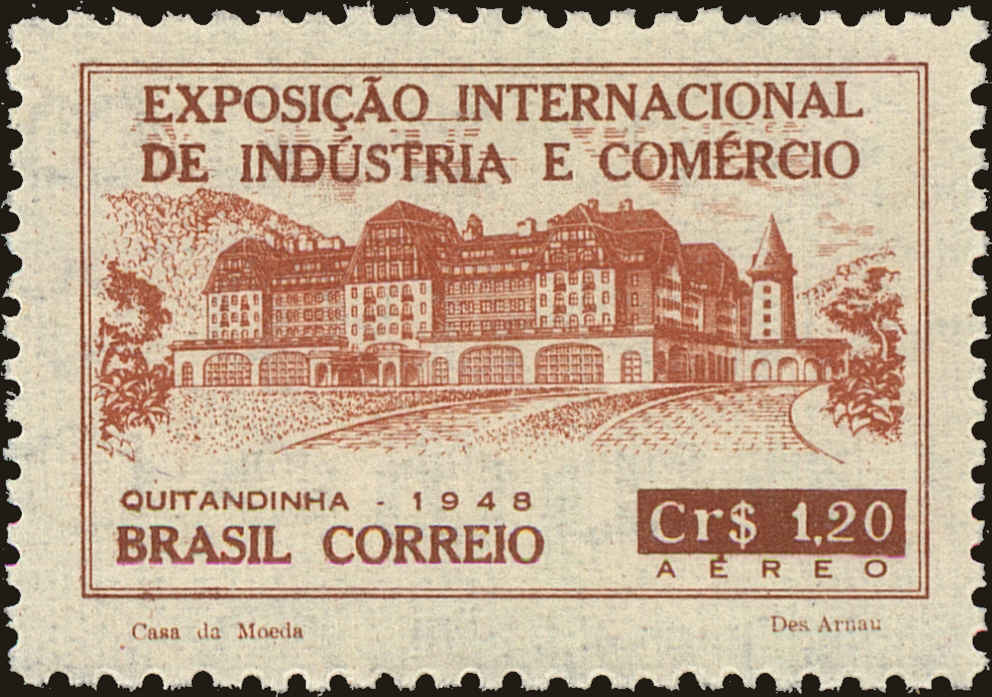 EXPOSIÇÃO INTERNACIONAL
DE INDÚSTRIA E COMÉRCIO
QUITANDINHA - 1948
BRASIL CORREIO
Cr$ 1,20
AÉREO
Casa da Moeda
Des. Arnau